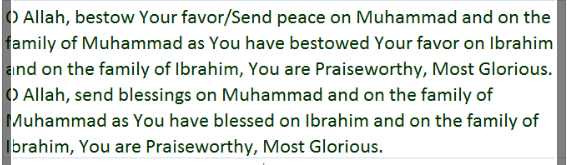 O Allah, bestow Your favor/Send peace on Muhammad and on the
family of Muhammad as You have bestowed Your favor on Ibrahim
and on the family of Ibrahim, You are Praiseworthy, Most Glorious.
O Allah, send blessings on Muhammad and on the family of
Muhammad as You have blessed on Ibrahim and on the family of
Ibrahim, You are Praiseworthy, Most Glorious.